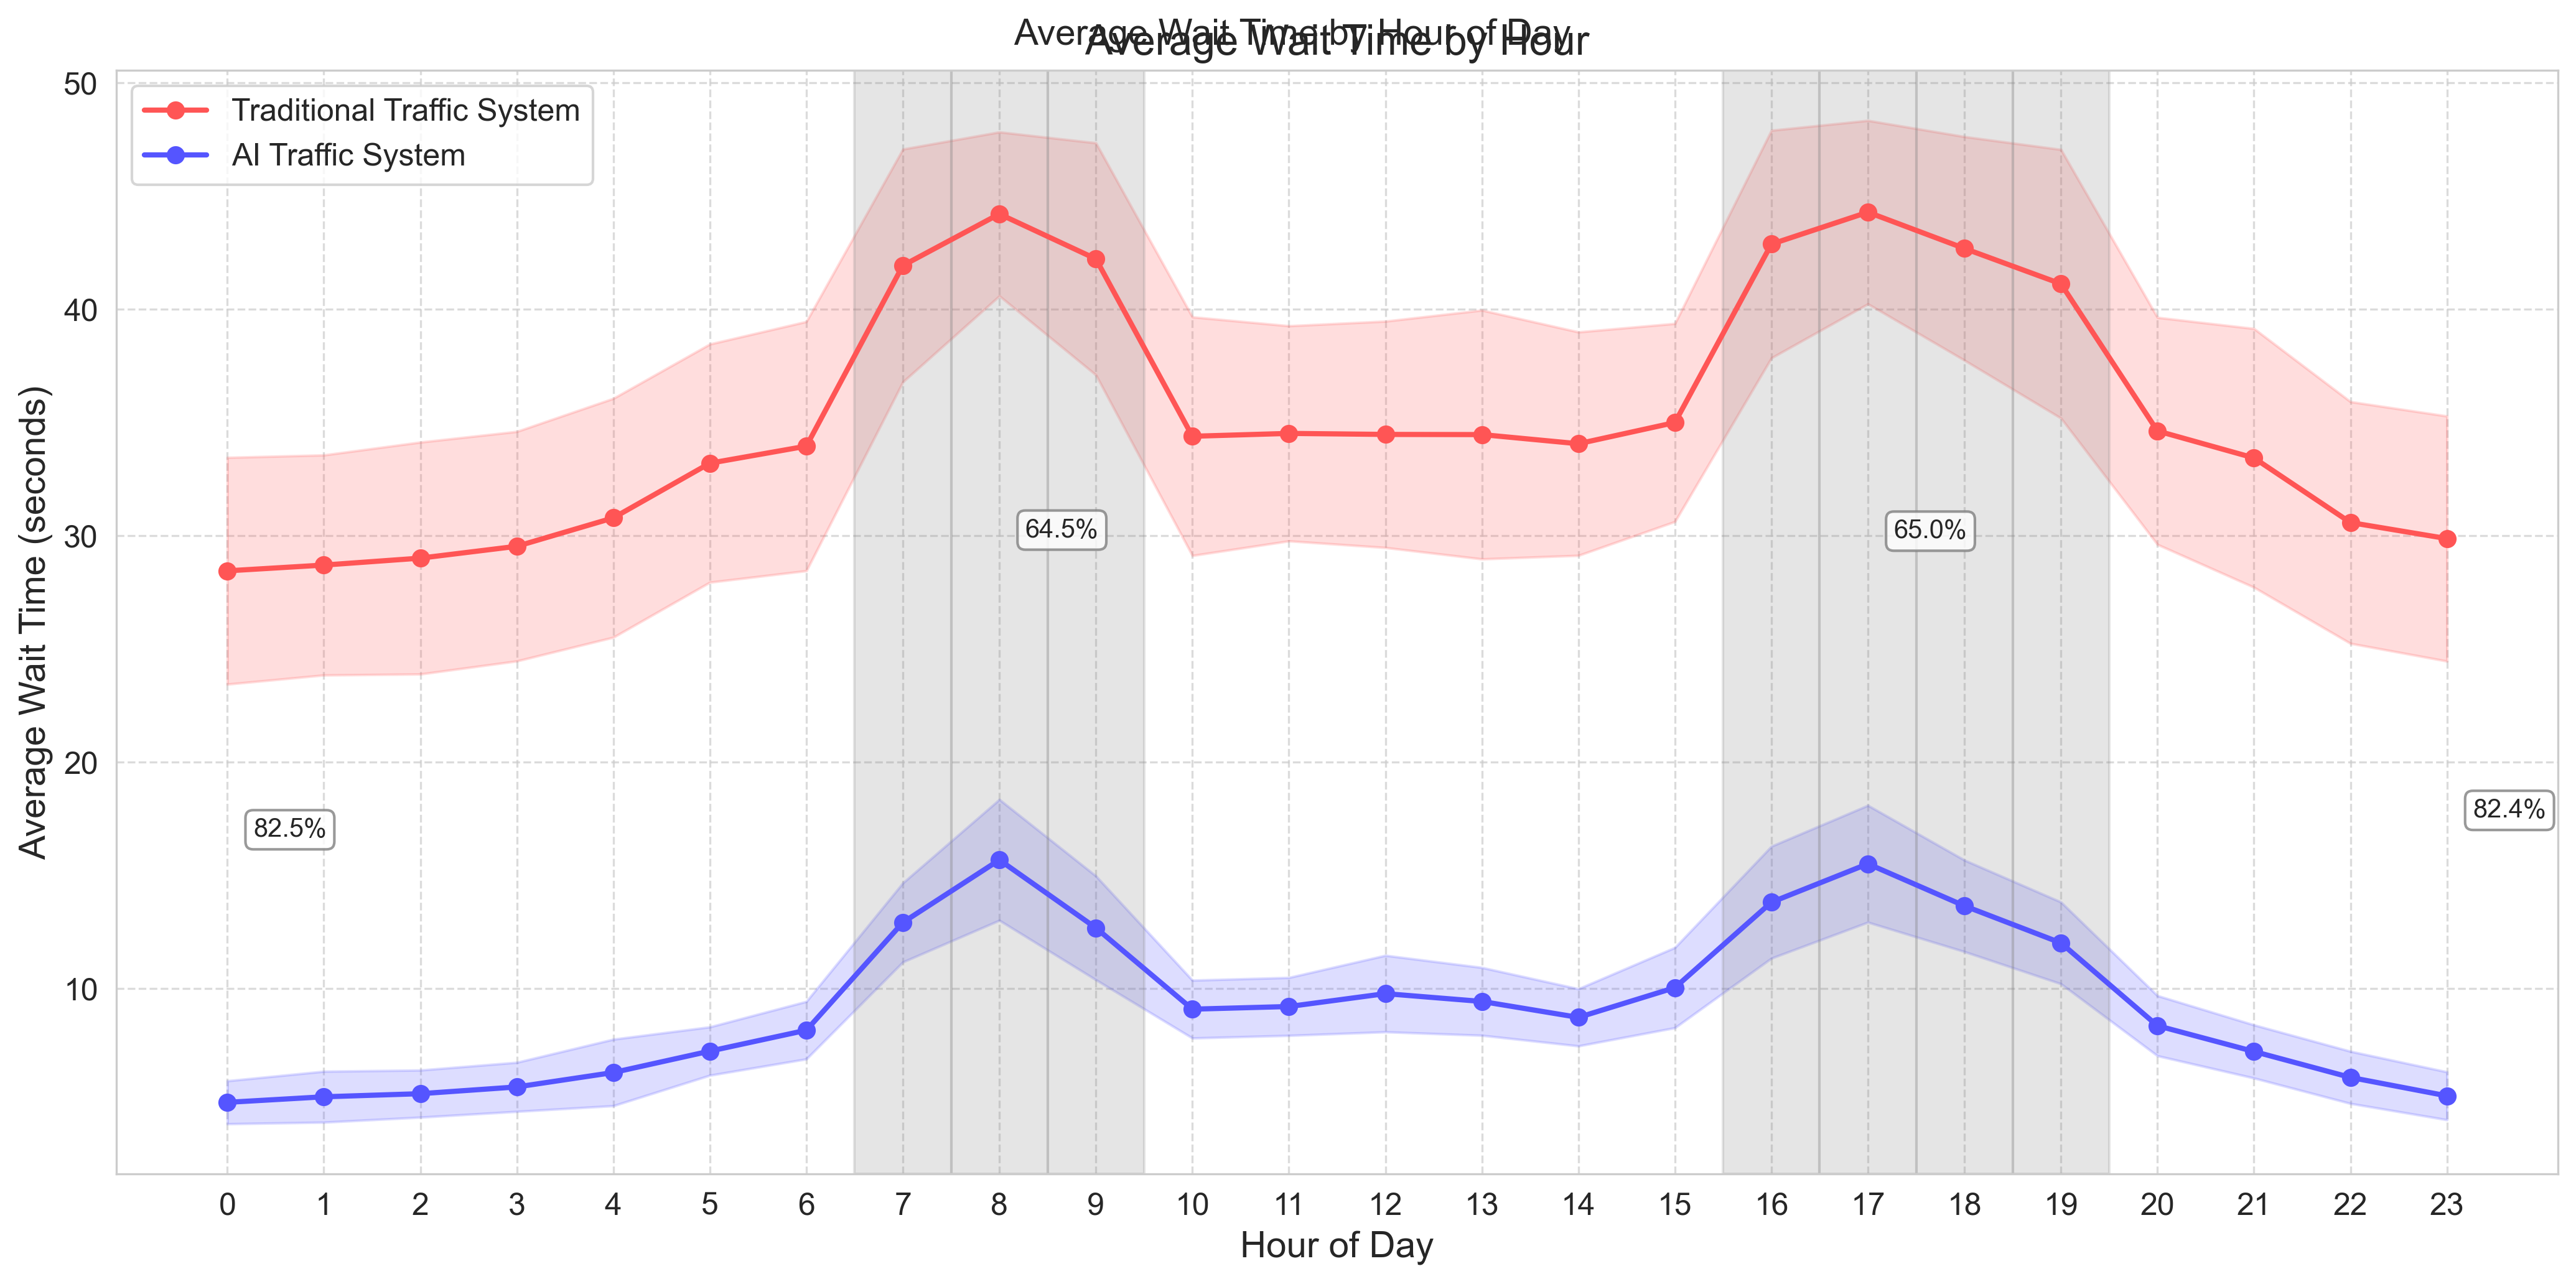 Average Wait Time by Hour of Day
Average Wait Time by Hour
Traditional Traffic System
AI Traffic System
Average Wait Time (seconds)
50
40
30
20
10
82.5%
64.5%
65.0%
82.4%
0 1 2 3 4 5 6 7 8 9 10 11 12 13 14 15 16 17 18 19 20 21 22 23
Hour of Day